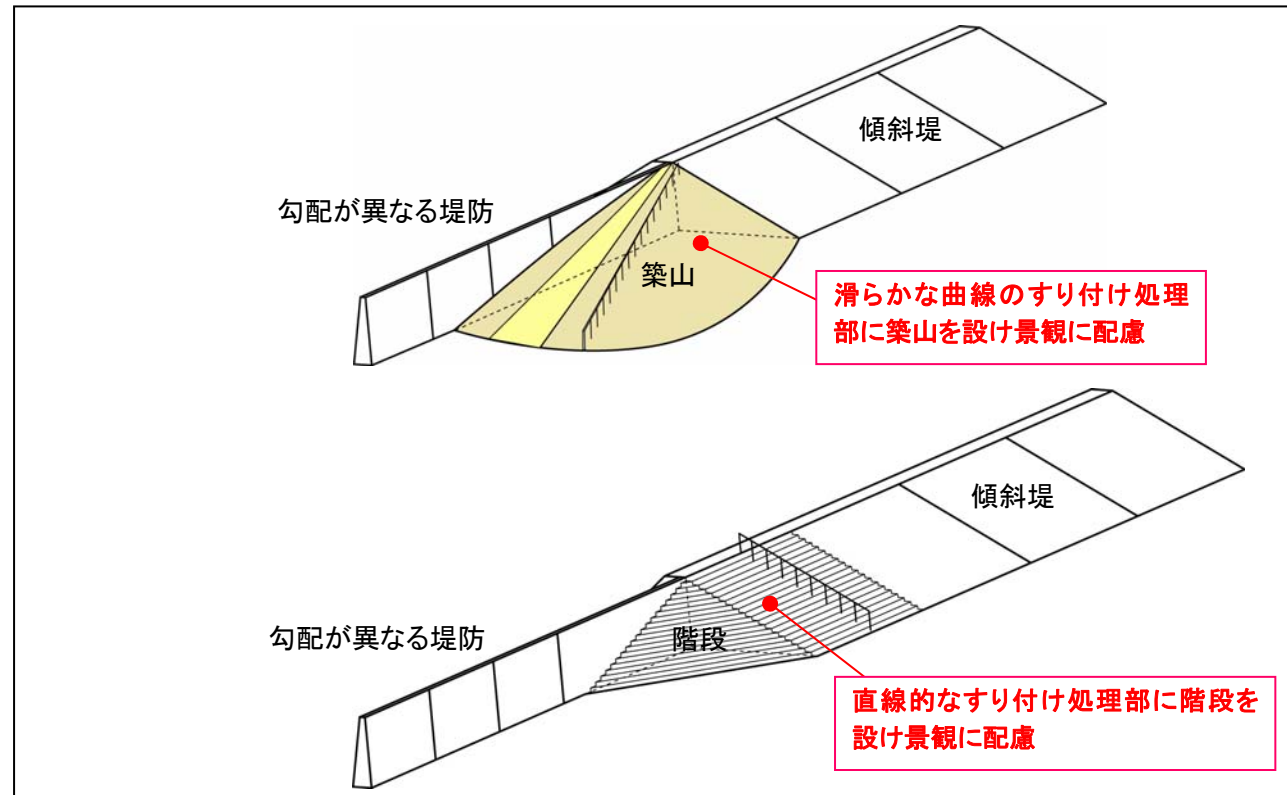 傾斜堤
勾配が異なる堤防
築山
滑らかな曲線のすり付け処理
部に築山を設け景観に配慮
傾斜堤
勾配が異なる堤防
階段
直線的なすり付け処理部に階段を
設け景観に配慮